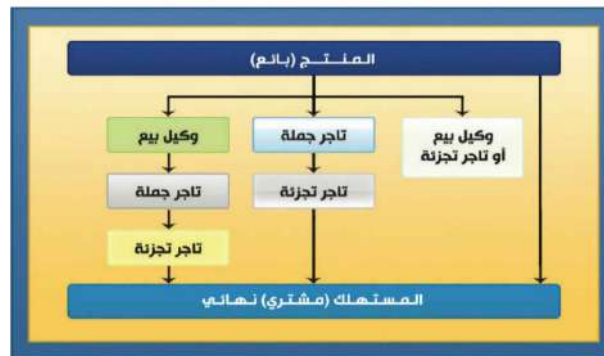 المنتج (بائع)
وكيل بيع
أو تاجر تجزئة
تاجر جملة
وكيل بيع
تاجر تجزئة
تاجر جملة
تاجر تجزئة
المستهلك (مشتري) نهائي